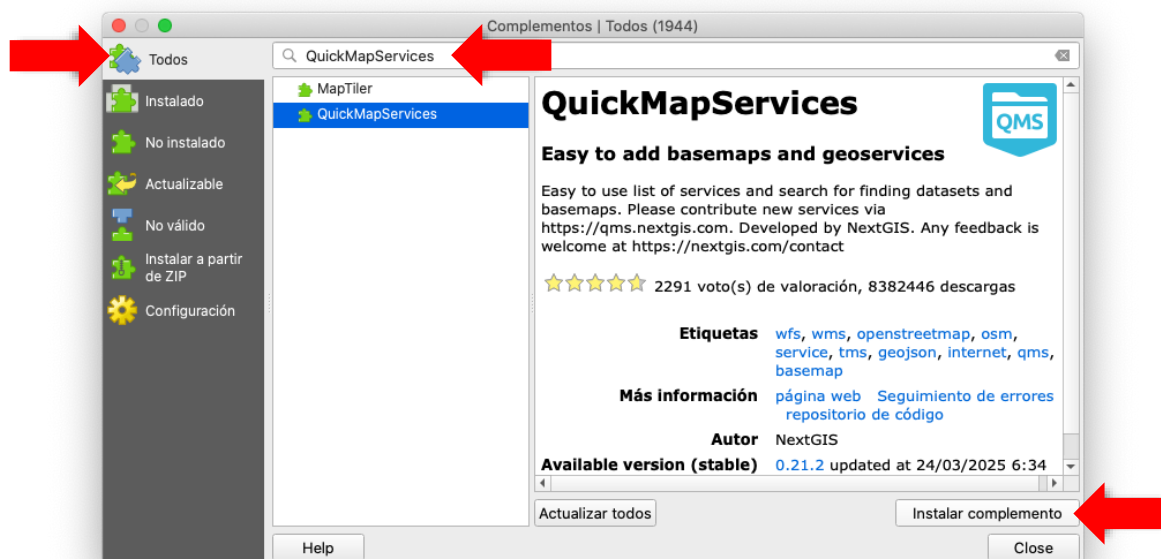 Complementos | Todos (1944)
Todos
Instalado
No instalado
Actualizable
No válido
Instalar a partir
de ZIP
Configuración
QuickMapServices
MapTiler
QuickMapServices
QuickMapServices
QMS
Easy to add basemaps and geoservices
Easy to use list of services and search for finding datasets and
basemaps. Please contribute new services via
https://qms.nextgis.com. Developed by NextGIS. Any feedback is
welcome at https://nextgis.com/contact
2291 voto(s) de valoración, 8382446 descargas
Etiquetas wfs, wms, openstreetmap, osm,
service, tms, geojson, internet, qms,
basemap
Más información página web Seguimiento de errores
repositorio de código
Autor NextGIS
Available version (stable) 0.21.2 updated at 24/03/2025 6:34
Actualizar todos
Instalar complemento
Help
Close